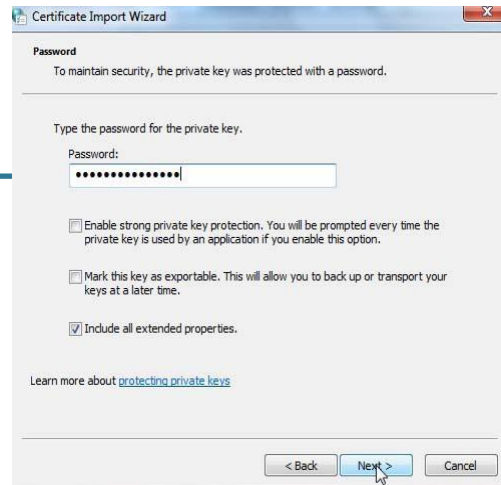 Certificate Import Wizard
Password
To maintain security, the private key was protected with a password.
Type the password for the private key.
Password:
•••••••••••••••
Enable strong private key protection. You will be prompted every time the
private key is used by an application if you enable this option.
Mark this key as exportable. This will allow you to back up or transport your
keys at a later time.
Include all extended properties.
Learn more about protecting private keys
< Back Next > Cancel